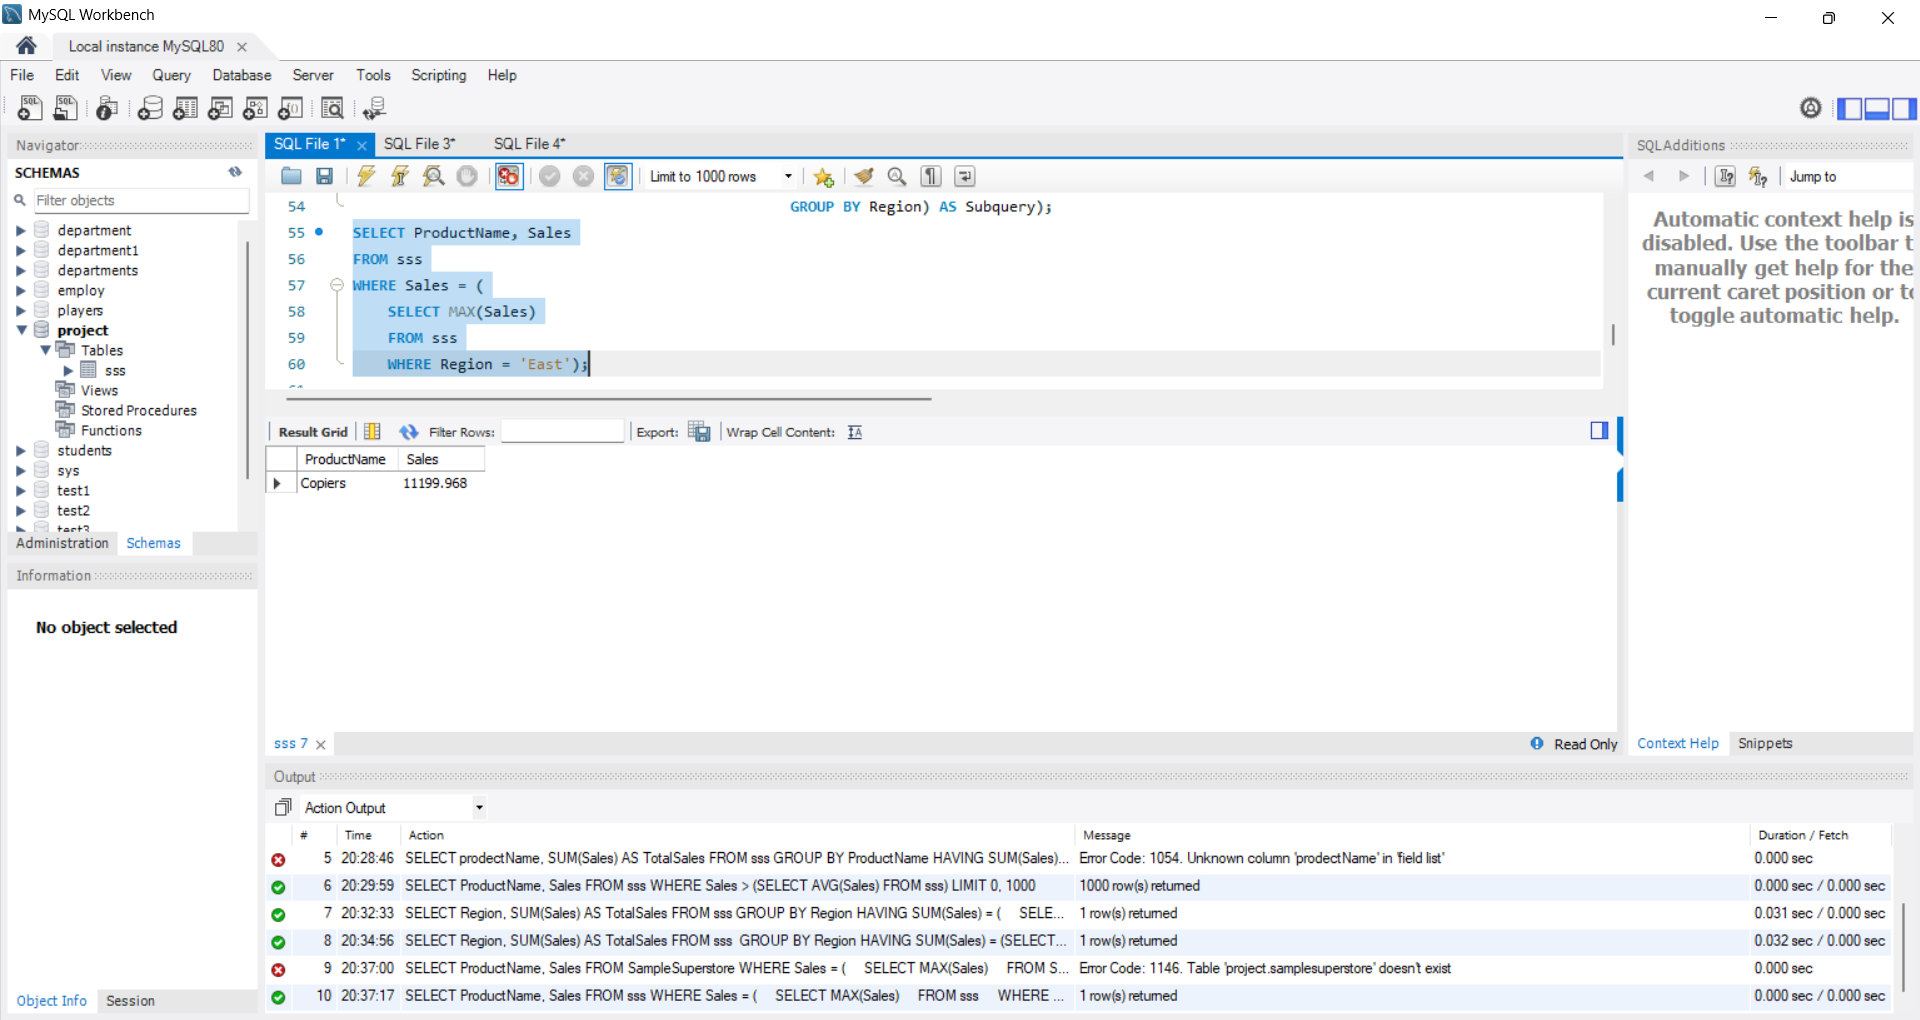 MySQL Workbench
Local instance MySQL80
File Edit View Query Database Server Tools Scripting Help
Navigator
SCHEMAS
Filter objects
department
department1
departments
employ
players
project
Tables
sss
Views
Stored Procedures
Functions
students
sys
test1
test2
test3
Administration Schemas
Information
No object selected
Object Info Session
SQL File 1* SQL File 3* SQL File 4*
Limit to 1000 rows
54 GROUP BY Region) AS Subquery);
55 SELECT ProductName, Sales
56 FROM sss
57 WHERE Sales = (
58 SELECT MAX(Sales)
59 FROM sss
60 WHERE Region = 'East');
61
Result Grid Filter Rows: Export: Wrap Cell Content:
ProductName Sales
Copiers 11199.968
sss 7
Read Only
SQLAdditions
Jump to
Automatic context help is
disabled. Use the toolbar t
manually get help for the
current caret position or to
toggle automatic help.
Context Help Snippets
Output
Action Output
# Time Action Message Duration / Fetch
5 20:28:46 SELECT prodectName, SUM(Sales) AS TotalSales FROM sss GROUP BY ProductName HAVING SUM(Sales)... Error Code: 1054. Unknown column 'prodectName' in 'field list' 0.000 sec
6 20:29:59 SELECT ProductName, Sales FROM sss WHERE Sales > (SELECT AVG(Sales) FROM sss) LIMIT 0, 1000 1000 row(s) returned 0.000 sec / 0.000 sec
7 20:32:33 SELECT Region, SUM(Sales) AS TotalSales FROM sss GROUP BY Region HAVING SUM(Sales) = ( SELE... 1 row(s) returned 0.031 sec / 0.000 sec
8 20:34:56 SELECT Region, SUM(Sales) AS TotalSales FROM sss GROUP BY Region HAVING SUM(Sales) = (SELECT... 1 row(s) returned 0.032 sec / 0.000 sec
9 20:37:00 SELECT ProductName, Sales FROM SampleSuperstore WHERE Sales = ( SELECT MAX(Sales) FROM S... Error Code: 1146. Table 'project.samplesuperstore' doesn't exist 0.000 sec
10 20:37:17 SELECT ProductName, Sales FROM sss WHERE Sales = ( SELECT MAX(Sales) FROM sss WHERE ... 1 row(s) returned 0.000 sec / 0.000 sec